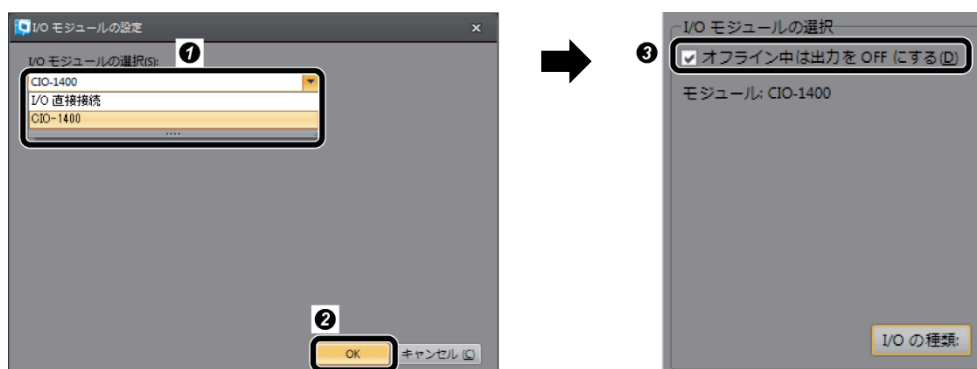 I/O モジュールの設定
×
❶
I/O モジュールの選択(S):
CIO-1400
I/O 直接接続
CIO-1400
❷
OK
キャンセル (C)
❸
I/O モジュールの選択
オフライン中は出力を OFF にする(D)
モジュール: CIO-1400
I/O の種類: